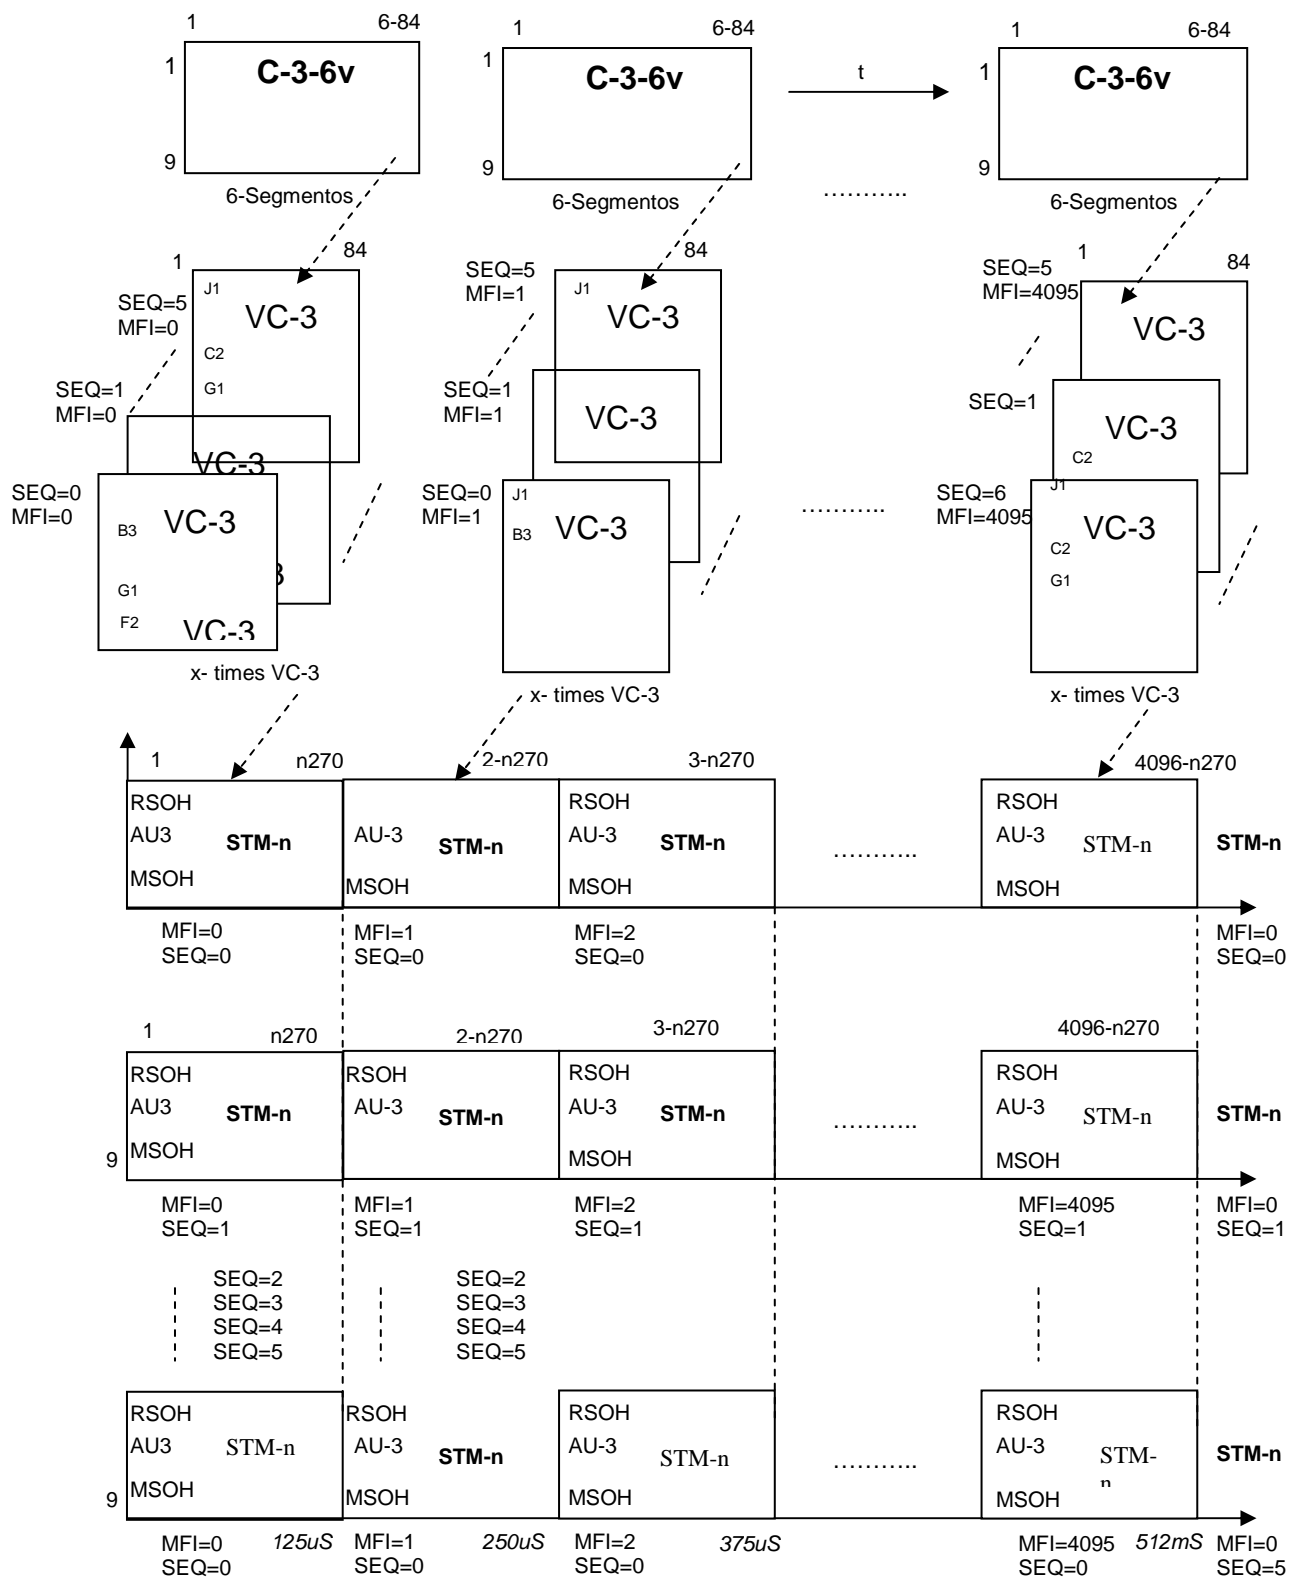 1 6-84
1 C-3-6v
9
6-Segmentos
1 6-84
1 C-3-6v
9
6-Segmentos
t
………..
1 6-84
1 C-3-6v
9
6-Segmentos
1 84
SEQ=5
MFI=0
J1
VC-3
C2
G1
SEQ=1
MFI=0
VC-3
SEQ=0
MFI=0
B3
VC-3
G1
F2
VC-3
3
x- times VC-3
84
SEQ=5
MFI=1
J1
VC-3
SEQ=1
MFI=1
VC-3
SEQ=0
MFI=1
J1
B3
VC-3
x- times VC-3
………..
1 84
SEQ=5
MFI=4095
VC-3
SEQ=1
VC-3
C2
SEQ=6
MFI=4095
J1
VC-3
C2
G1
x- times VC-3
1 n270 2-n270 3-n270 4096-n270
RSOH
AU3 STM-n
MSOH
AU-3 STM-n
MSOH
RSOH
AU-3 STM-n
MSOH
………..
RSOH
AU-3 STM-n
MSOH
STM-n
MFI=0
SEQ=0
MFI=1
SEQ=0
MFI=2
SEQ=0
MFI=0
SEQ=0
1 n270 2-n270 3-n270 4096-n270
RSOH
AU3 STM-n
MSOH
9
RSOH
AU-3 STM-n
RSOH
AU-3 STM-n
MSOH
………..
RSOH
AU-3 STM-n
MSOH
STM-n
MFI=0
SEQ=1
MFI=1
SEQ=1
MFI=2
SEQ=1
MFI=4095
SEQ=1
MFI=0
SEQ=1
SEQ=2
SEQ=3
SEQ=4
SEQ=5
SEQ=2
SEQ=3
SEQ=4
SEQ=5
RSOH
AU3 STM-n
MSOH
9
RSOH
AU-3 STM-n
MSOH
RSOH
AU-3 STM-n
MSOH
………..
RSOH
AU-3 STM-
n
MSOH
STM-n
MFI=0
SEQ=0
125uS
MFI=1
SEQ=0
250uS
MFI=2
SEQ=0
375uS
MFI=4095
SEQ=0
512mS
MFI=0
SEQ=5